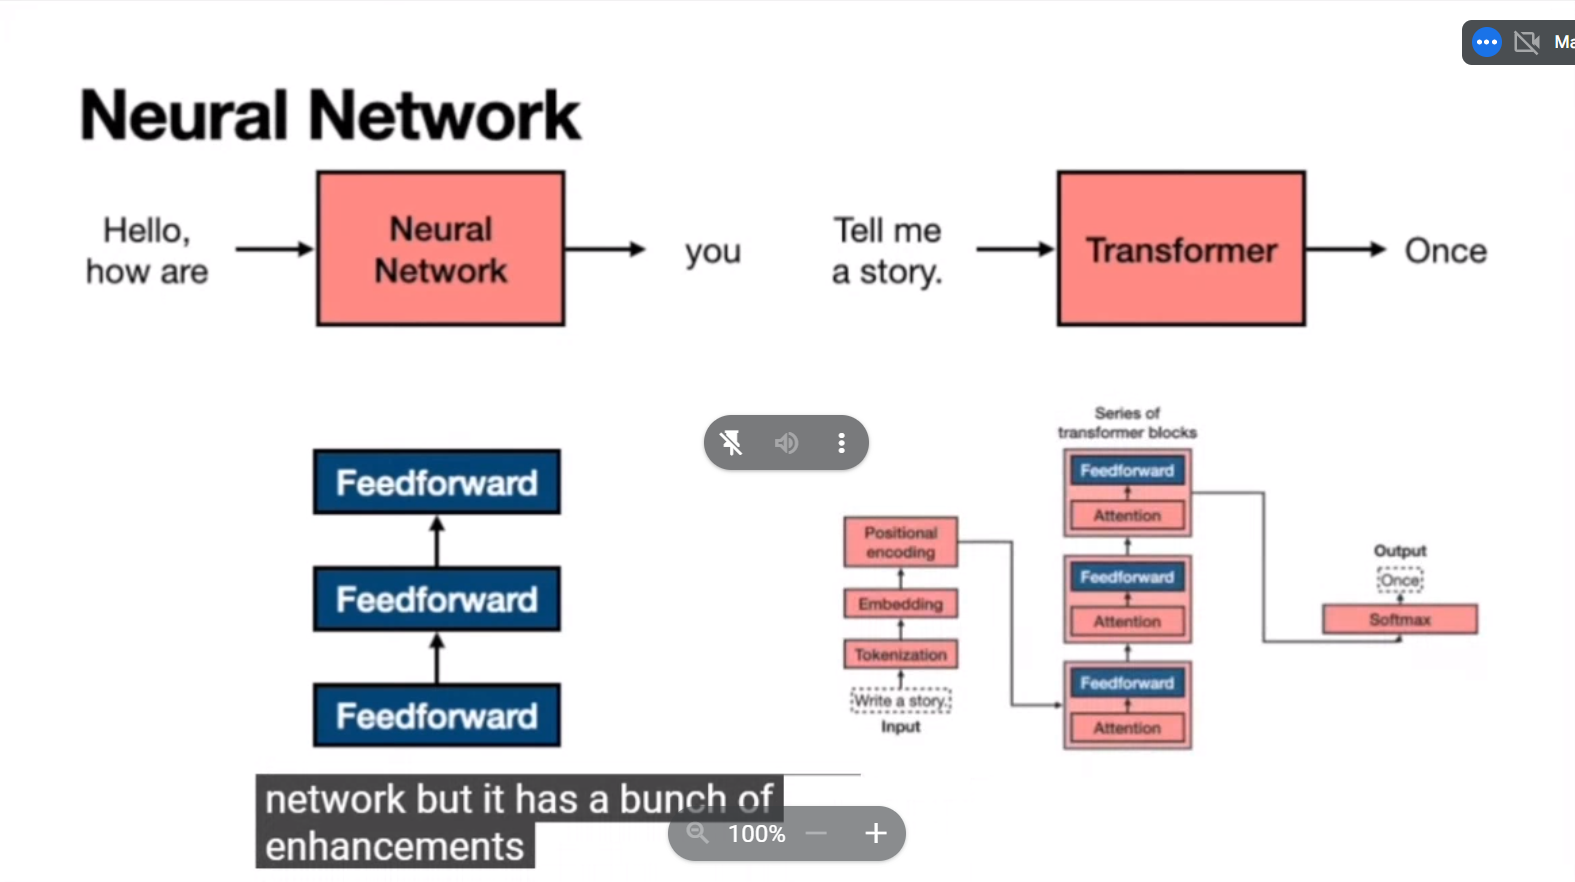 Ma
Neural Network
Hello,
how are
Neural
Network
you
Tell me
a story.
Transformer
Once
Feedforward
Feedforward
Feedforward
Positional
encoding
Embedding
Tokenization
Write a story.
Input
Series of
transformer blocks
Feedforward
Attention
Feedforward
Attention
Feedforward
Attention
Output
Once
Softmax
network but it has a bunch of
enhancements
100%